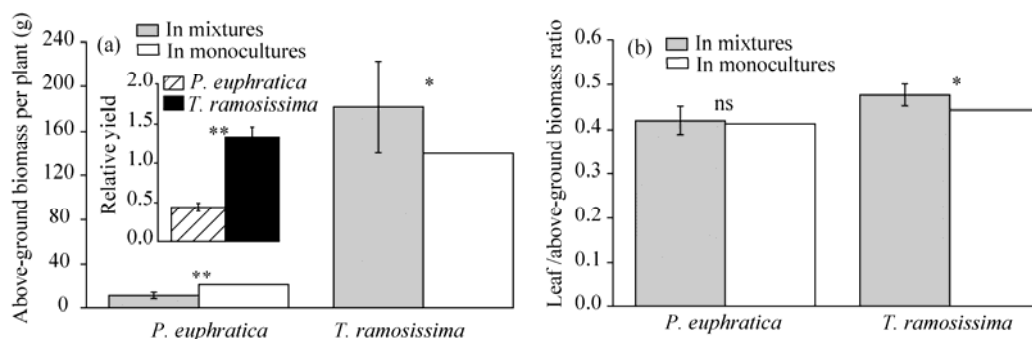 Above-ground biomass per plant (g)
240
200
160
120
80
40
0
(a)
In mixtures
In monocultures
P. euphratica
T. ramosissima
Relative yield
2.0
1.5
1.0
0.5
0.0
**
**
*
P. euphratica
T. ramosissima
Leaf /above-ground biomass ratio
0.6
0.5
0.4
0.3
0.2
0.1
0.0
(b)
In mixtures
In monocultures
ns
*
P. euphratica
T. ramosissima